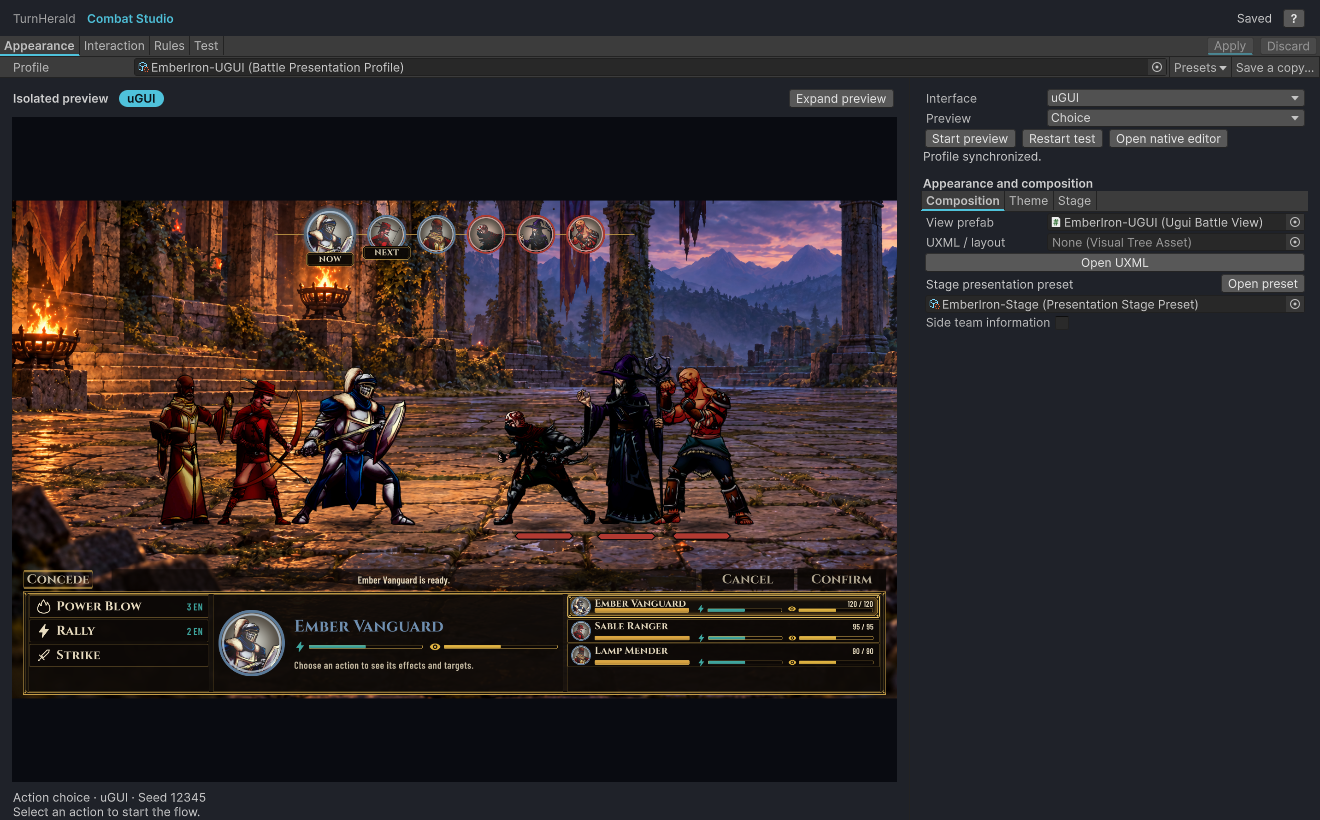 TurnHerald Combat Studio Saved ?
Appearance Interaction Rules Test Apply Discard
Profile EmberIron-UGUI (Battle Presentation Profile) Presets Save a copy...
Isolated preview uGUI Expand preview
Interface uGUI
Preview Choice
Start preview Restart test Open native editor
Profile synchronized.
Appearance and composition
Composition Theme Stage
View prefab EmberIron-UGUI (Ugui Battle View)
UXML / layout None (Visual Tree Asset)
Open UXML
Stage presentation preset Open preset
EmberIron-Stage (Presentation Stage Preset)
Side team information
NOW
NEXT
CONCEDE Ember Vanguard is ready. CANCEL CONFIRM
POWER BLOW 3 EN
RALLY 2 EN
STRIKE
EMBER VANGUARD
Choose an action to see its effects and targets.
EMBER VANGUARD 120 / 120
SABLE RANGER 95 / 95
LAMP MENDER 80 / 80
Action choice · uGUI · Seed 12345
Select an action to start the flow.